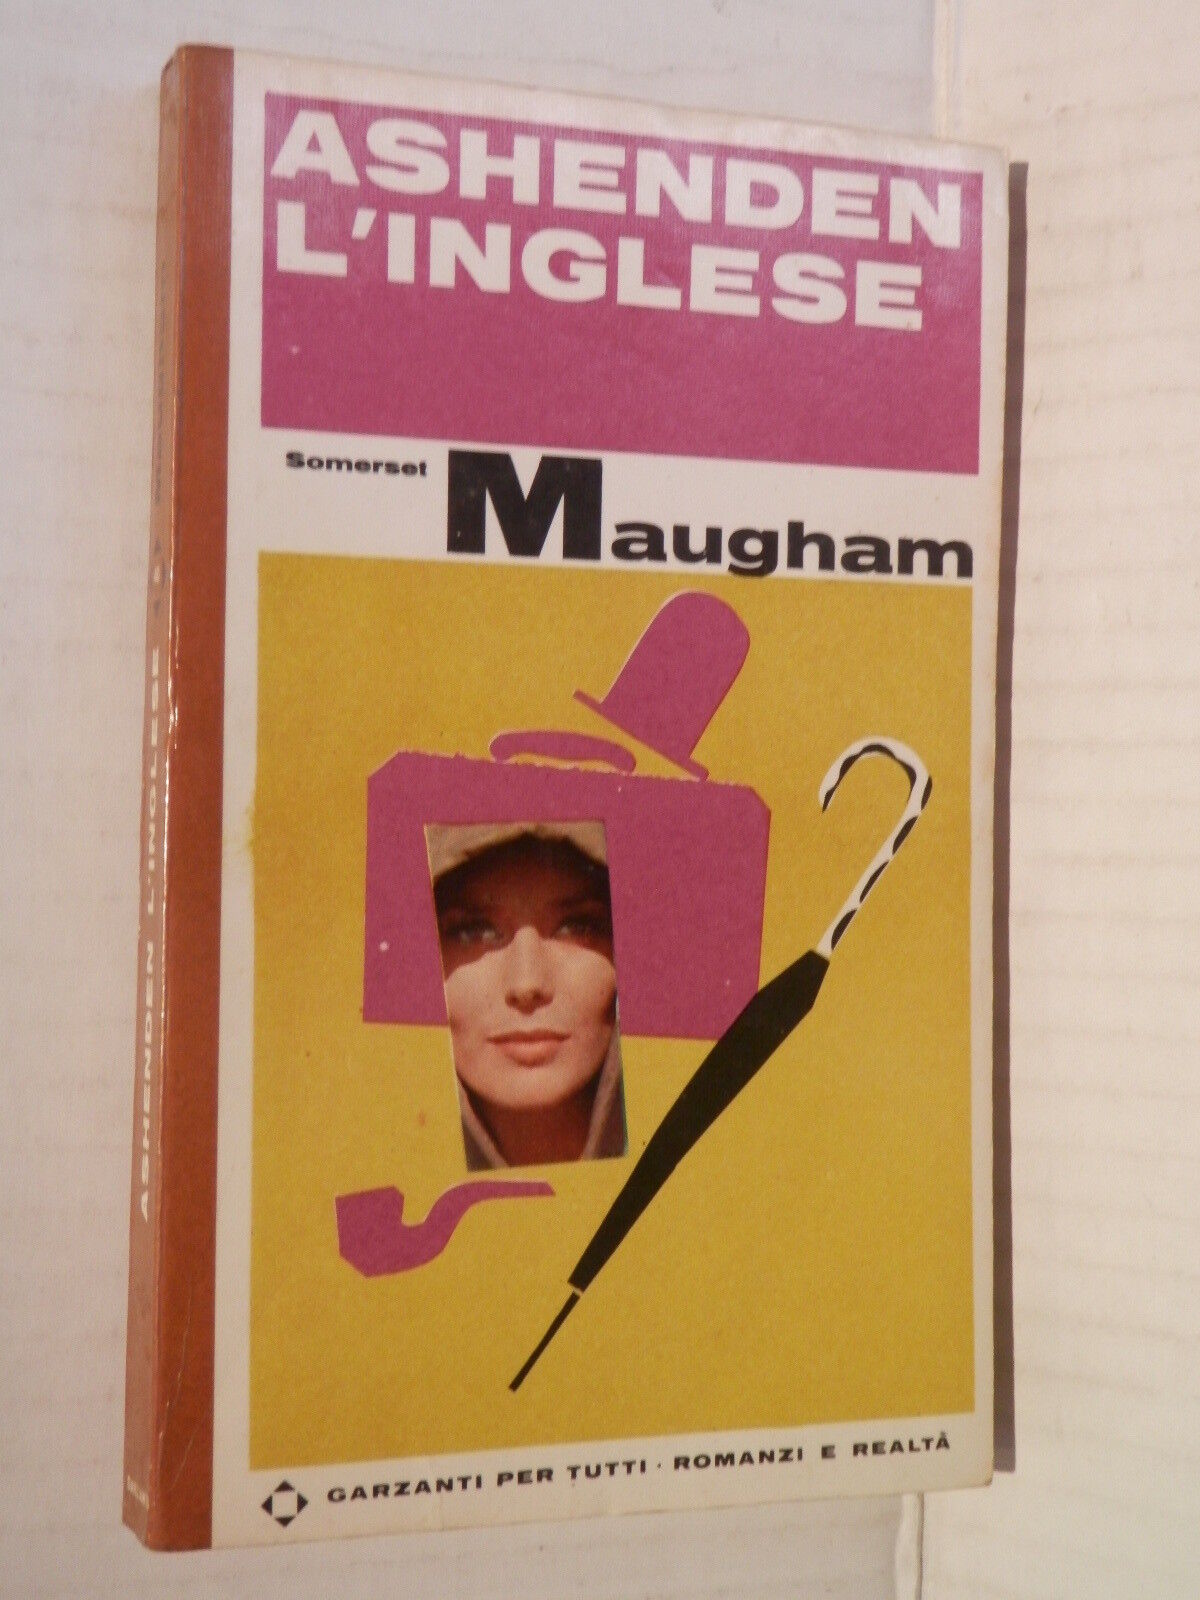 ASHENDEN
L'INGLESE
Somerset Maugham
GARZANTI PER TUTTI · ROMANZI E REALTÀ
ASHENDEN L'INGLESE